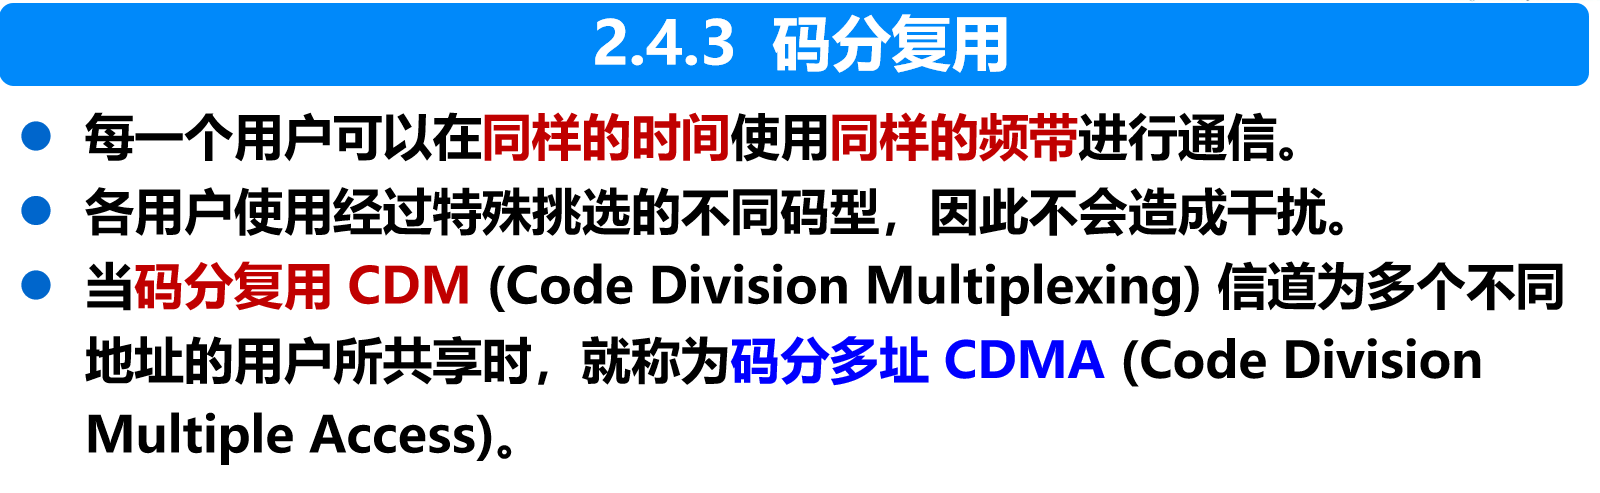 2.4.3 码分复用
每一个用户可以在同样的时间使用同样的频带进行通信。
各用户使用经过特殊挑选的不同码型，因此不会造成干扰。
当码分复用 CDM (Code Division Multiplexing) 信道为多个不同
地址的用户所共享时，就称为码分多址 CDMA (Code Division
Multiple Access)。